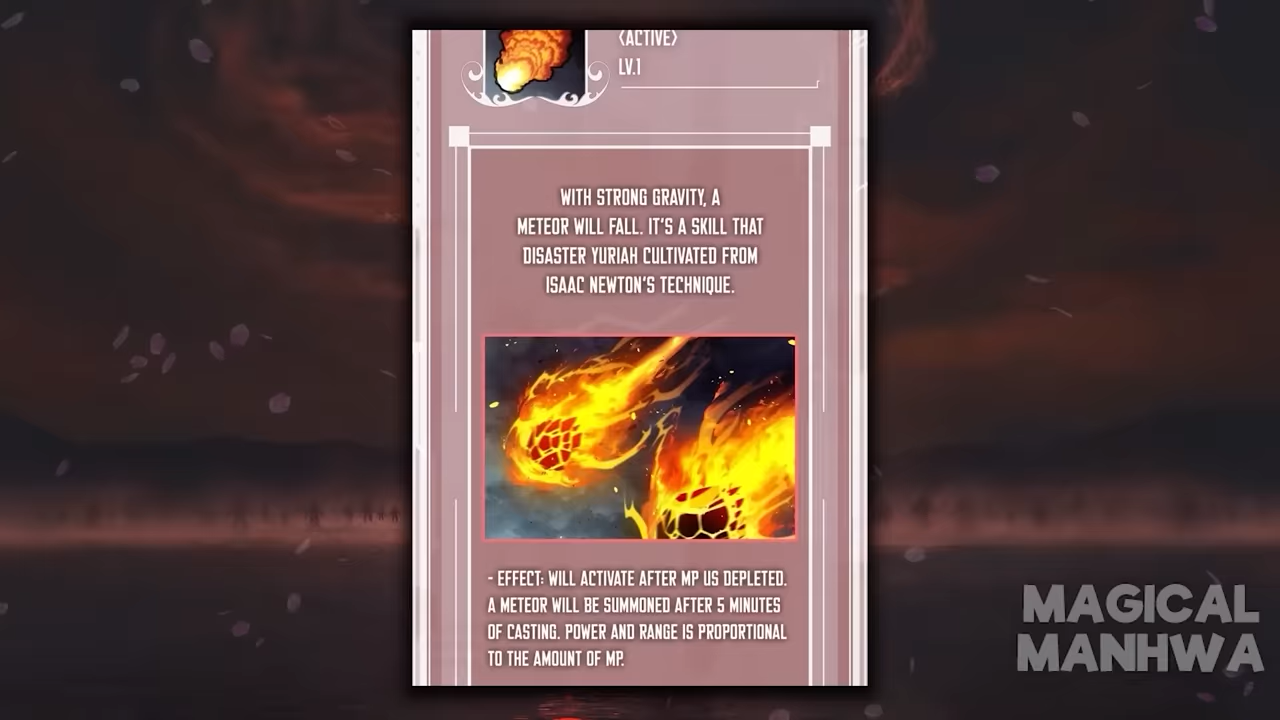 <ACTIVE>
LV.1
WITH STRONG GRAVITY, A
METEOR WILL FALL. IT'S A SKILL THAT
DISASTER YURIAH CULTIVATED FROM
ISAAC NEWTON'S TECHNIQUE.
- EFFECT: WILL ACTIVATE AFTER MP US DEPLETED.
A METEOR WILL BE SUMMONED AFTER 5 MINUTES
OF CASTING. POWER AND RANGE IS PROPORTIONAL
TO THE AMOUNT OF MP.
MAGICAL
MANHWA